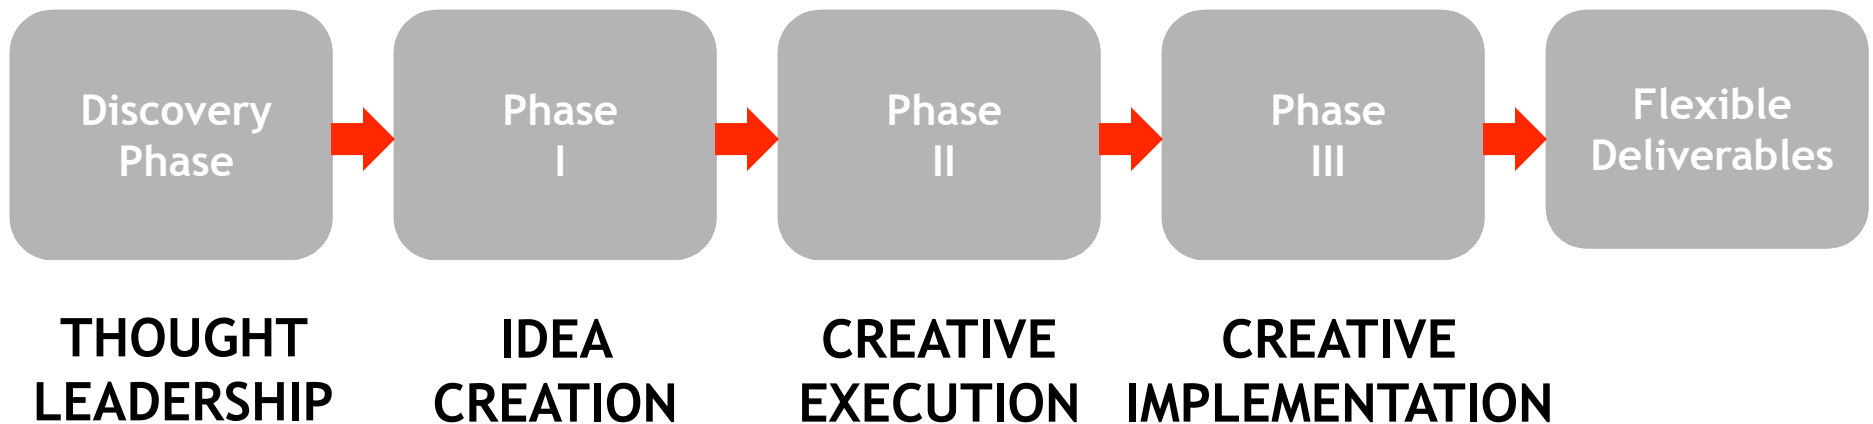 Discovery
Phase
Phase
I
Phase
II
Phase
III
Flexible
Deliverables
THOUGHT
LEADERSHIP
IDEA
CREATION
CREATIVE
EXECUTION
CREATIVE
IMPLEMENTATION